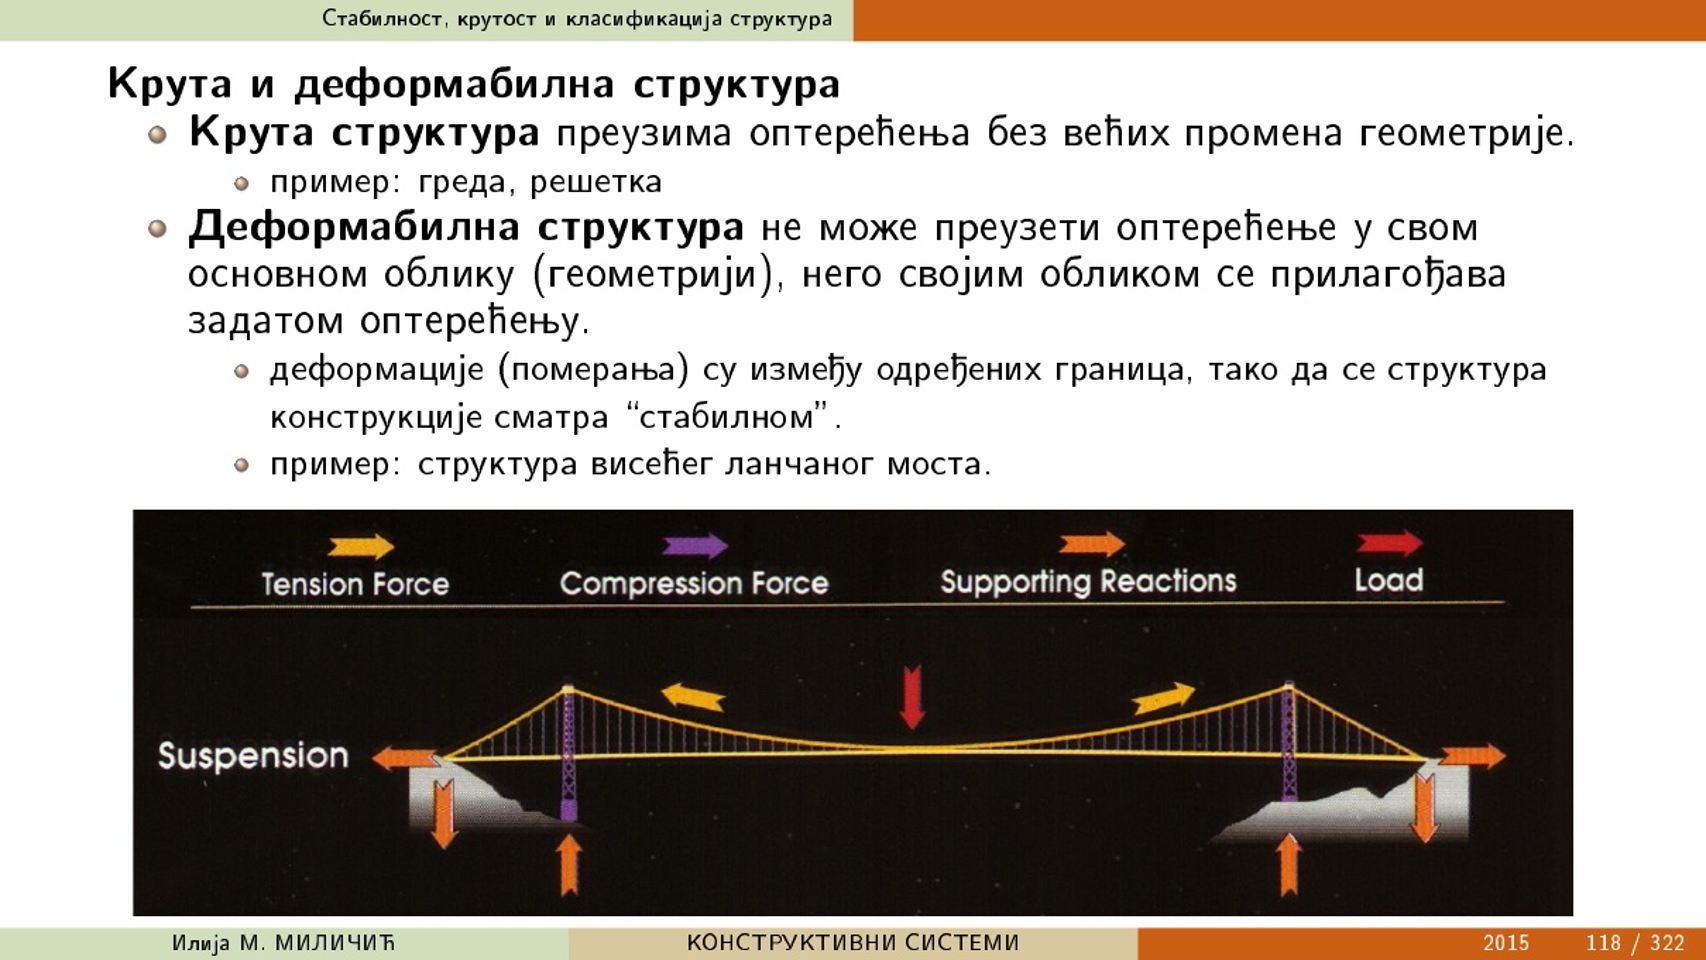 Стабилност, крутост и класификација структура
Крута и деформабилна структура
Крута структура преузима оптерећења без већих промена геометрије.
пример: греда, решетка
Деформабилна структура не може преузети оптерећење у свом
основном облику (геометрији), него својим обликом се прилагођава
задатом оптерећењу.
деформације (померања) су између одређених граница, тако да се структура
конструкције сматра “стабилном”.
пример: структура висећег ланчаног моста.
Tension Force Compression Force Supporting Reactions Load
Suspension
Илија М. МИЛИЧИЋ КОНСТРУКТИВНИ СИСТЕМИ 2015 118 / 322